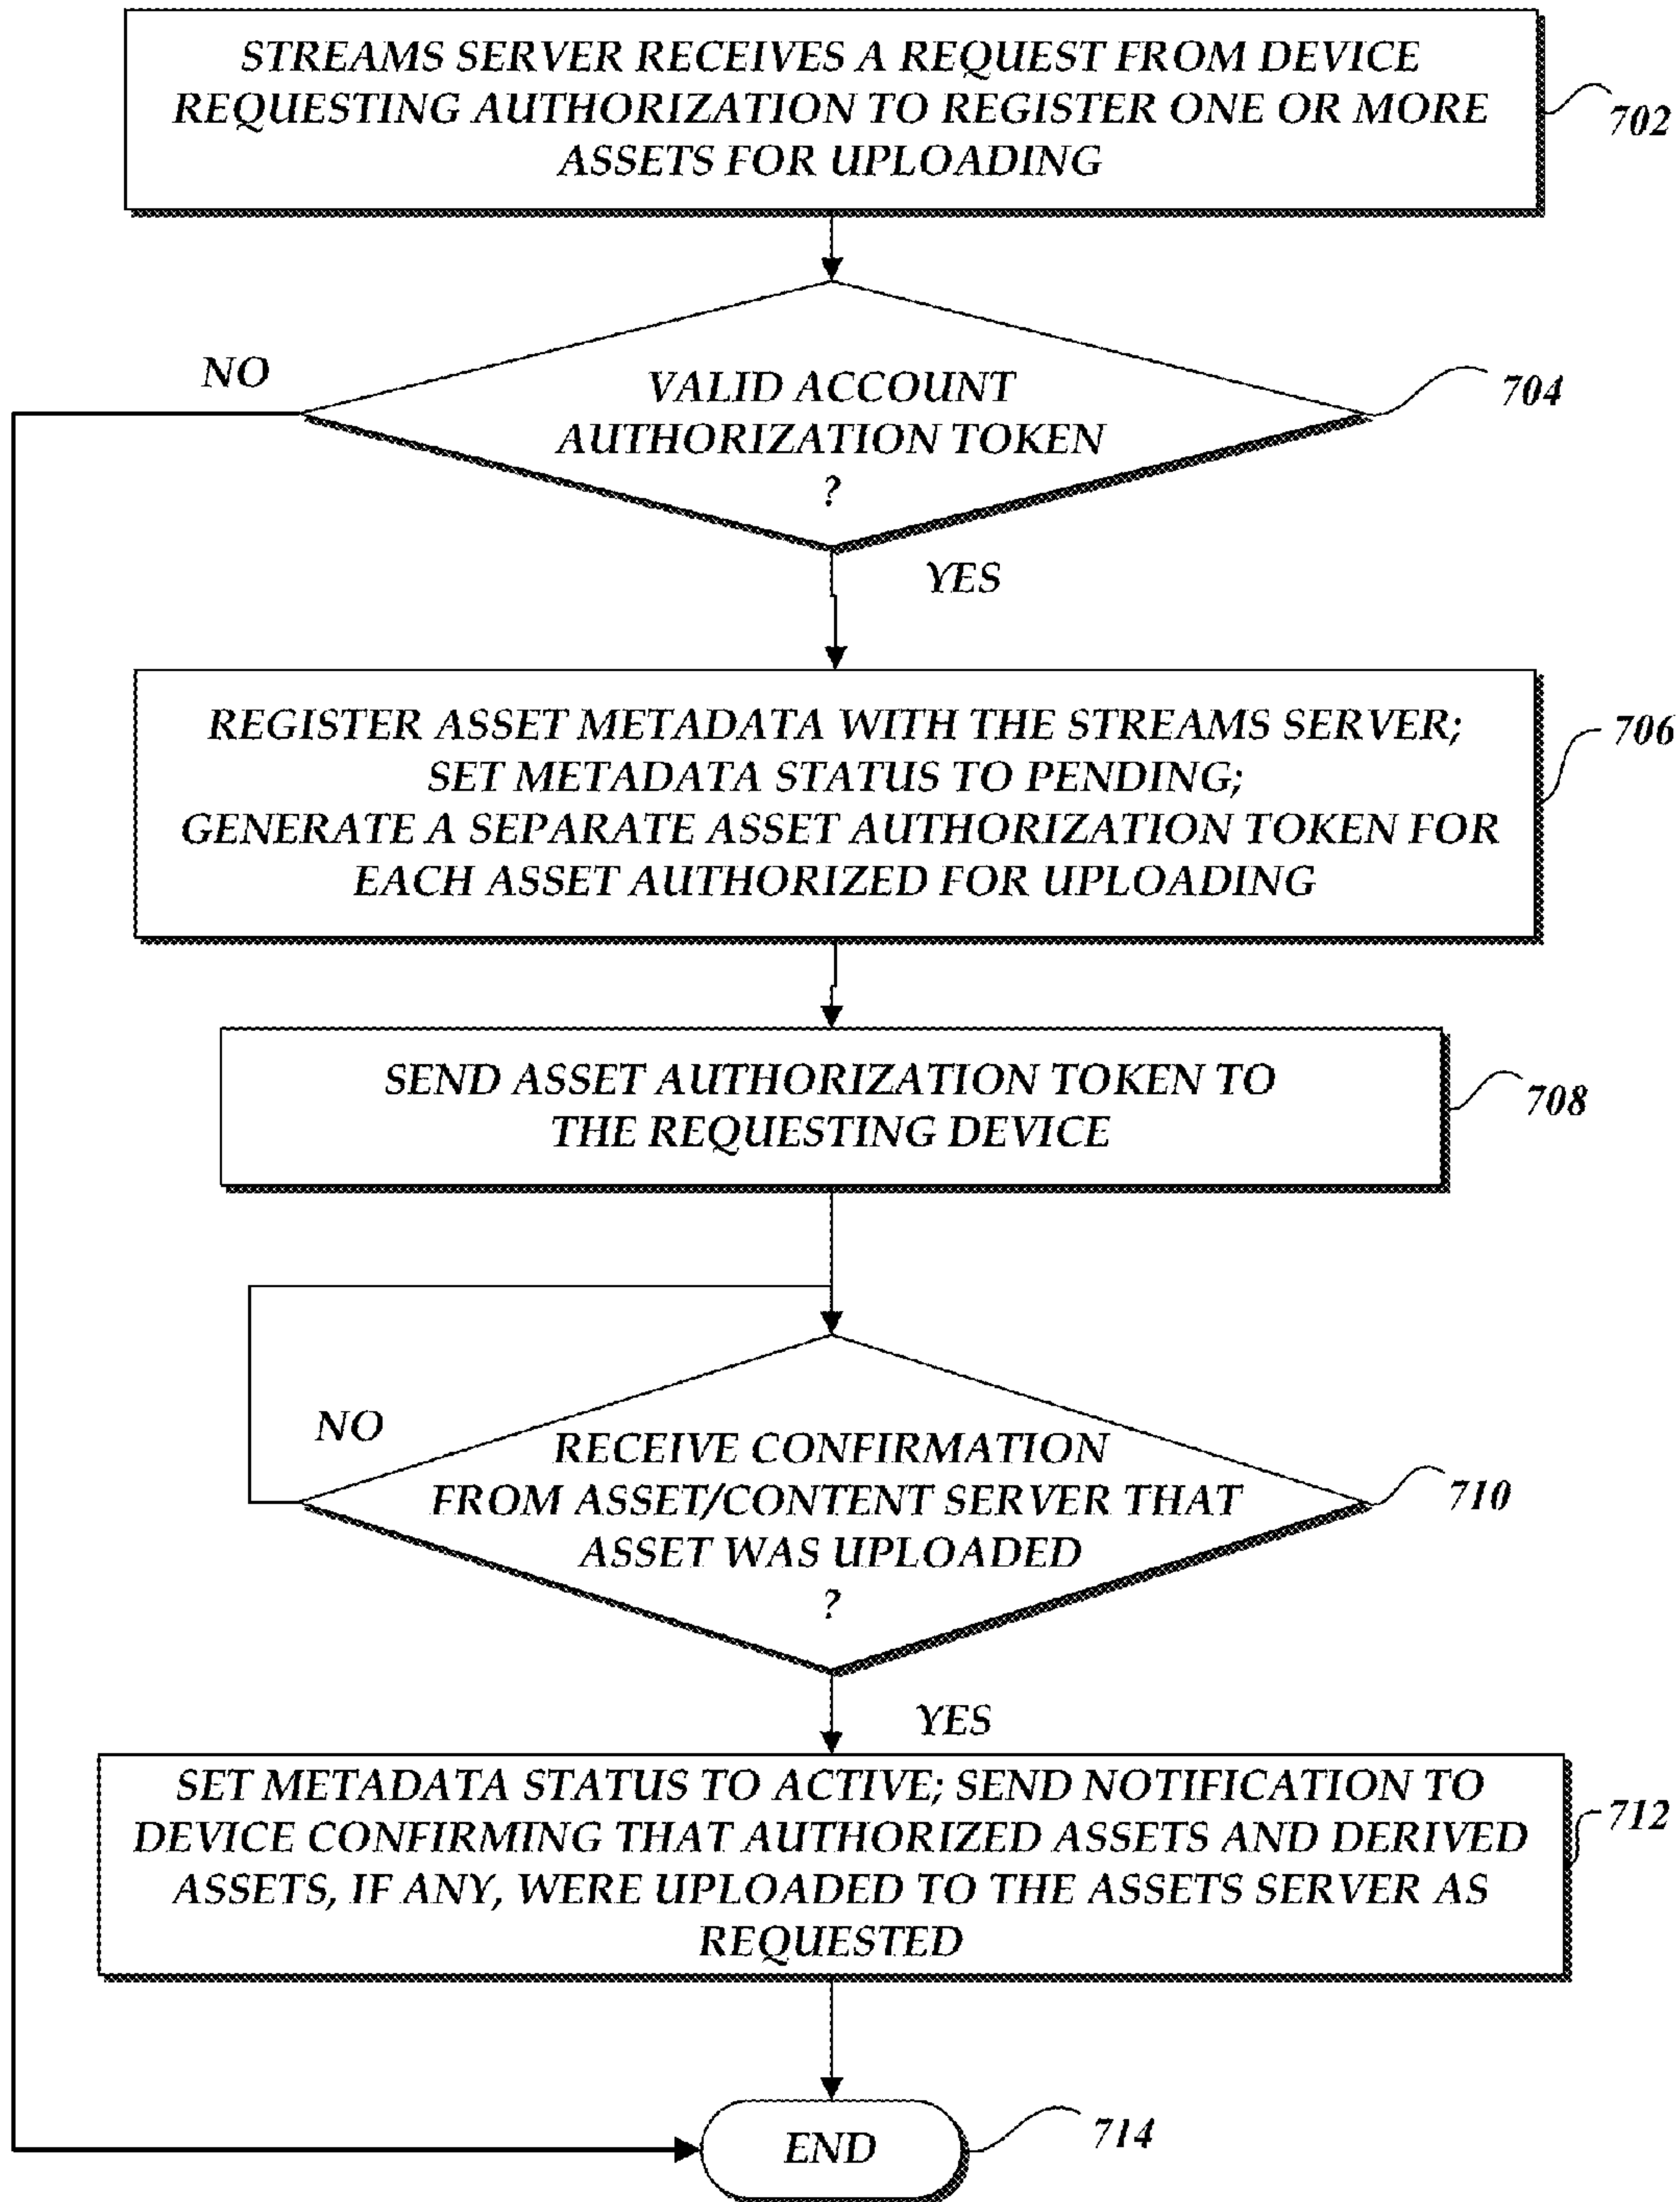 STREAMS SERVER RECEIVES A REQUEST FROM DEVICE
REQUESTING AUTHORIZATION TO REGISTER ONE OR MORE
ASSETS FOR UPLOADING
702
NO
VALID ACCOUNT
AUTHORIZATION TOKEN
?
704
YES
REGISTER ASSET METADATA WITH THE STREAMS SERVER;
SET METADATA STATUS TO PENDING;
GENERATE A SEPARATE ASSET AUTHORIZATION TOKEN FOR
EACH ASSET AUTHORIZED FOR UPLOADING
706
SEND ASSET AUTHORIZATION TOKEN TO
THE REQUESTING DEVICE
708
NO
RECEIVE CONFIRMATION
FROM ASSET/CONTENT SERVER THAT
ASSET WAS UPLOADED
?
710
YES
SET METADATA STATUS TO ACTIVE; SEND NOTIFICATION TO
DEVICE CONFIRMING THAT AUTHORIZED ASSETS AND DERIVED
ASSETS, IF ANY, WERE UPLOADED TO THE ASSETS SERVER AS
REQUESTED
712
END
714